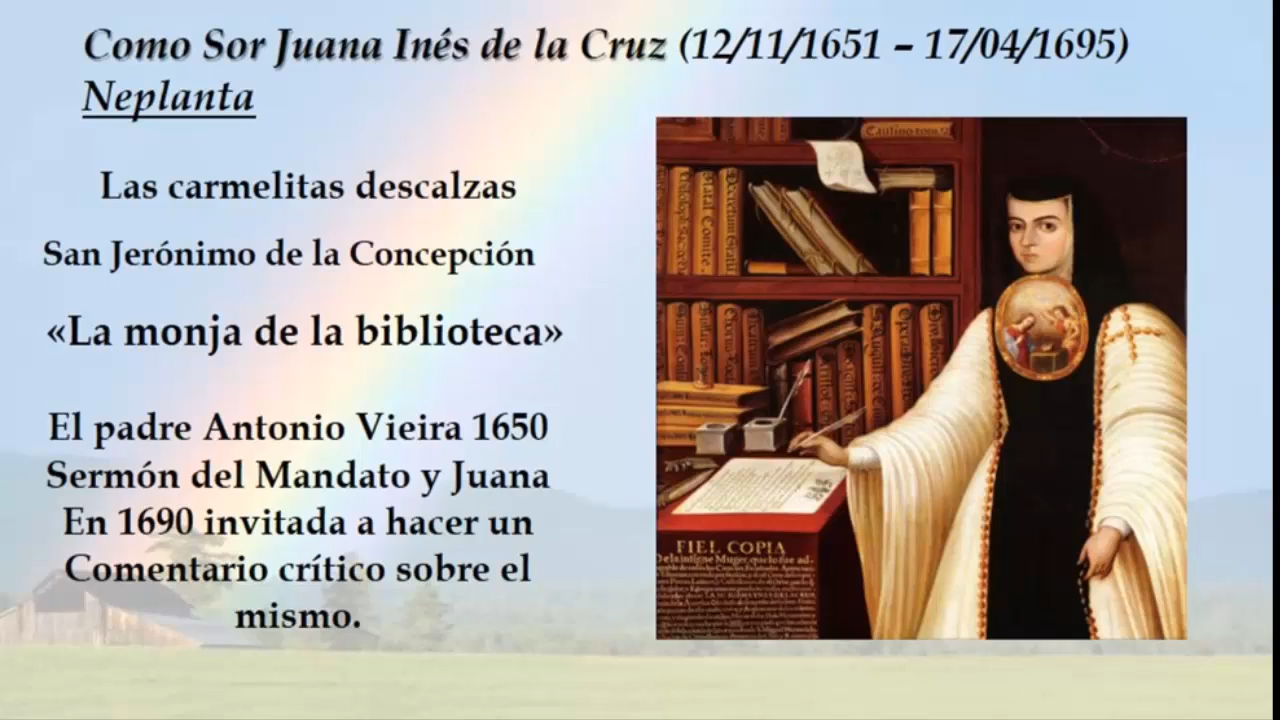 Como Sor Juana Inés de la Cruz (12/11/1651 – 17/04/1695)
Neplanta
Las carmelitas descalzas
San Jerónimo de la Concepción
«La monja de la biblioteca»
El padre Antonio Vieira 1650
Sermón del Mandato y Juana
En 1690 invitada a hacer un
Comentario crítico sobre el
mismo.
FIEL COPIA